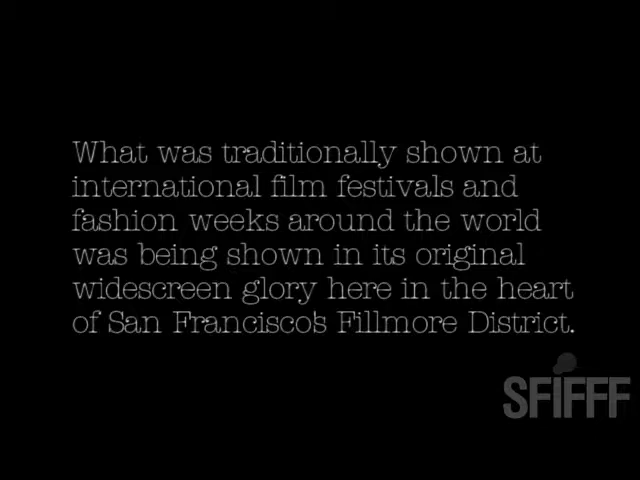 What was traditionally shown at
international film festivals and
fashion weeks around the world
was being shown in its original
widescreen glory here in the heart
of San Francisco's Fillmore District.
SFIFFF